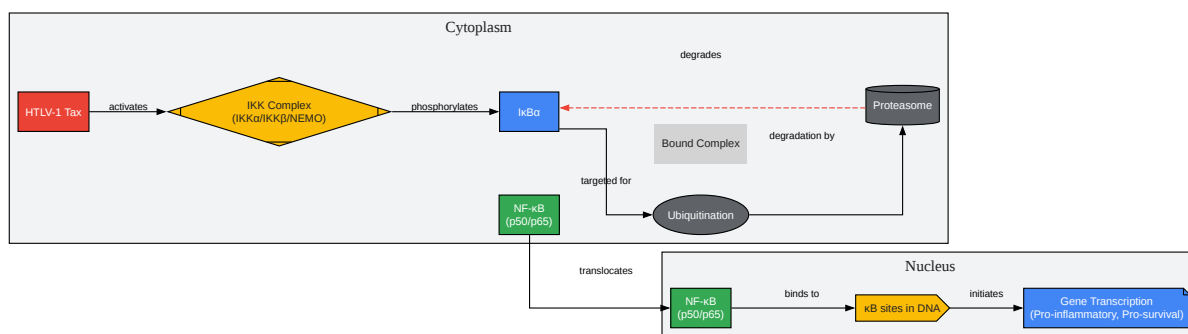 Cytoplasm
degrades
HTLV-1 Tax
activates
IKK Complex
(IKKα/IKKβ/NEMO)
phosphorylates
IκBα
Proteasome
Bound Complex
degradation by
targeted for
NF-κB
(p50/p65)
Ubiquitination
translocates
Nucleus
NF-κB
(p50/p65)
binds to
κB sites in DNA
initiates
Gene Transcription
(Pro-inflammatory, Pro-survival)